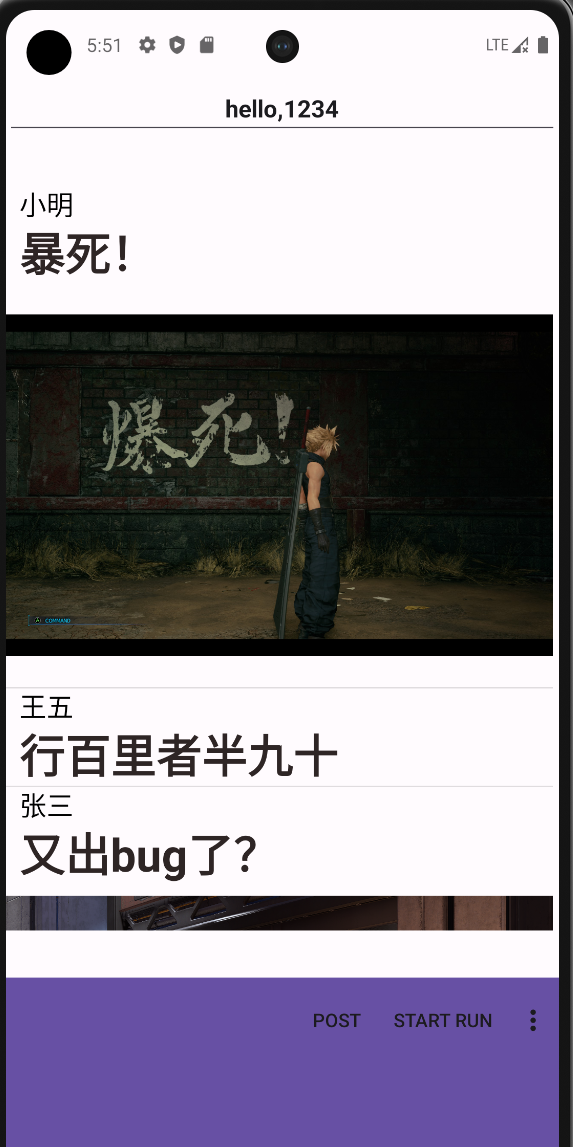 5:51 LTE
hello,1234
小明
暴死！
爆死！
COMMAND
王五
行百里者半九十
张三
又出bug了？
POST START RUN